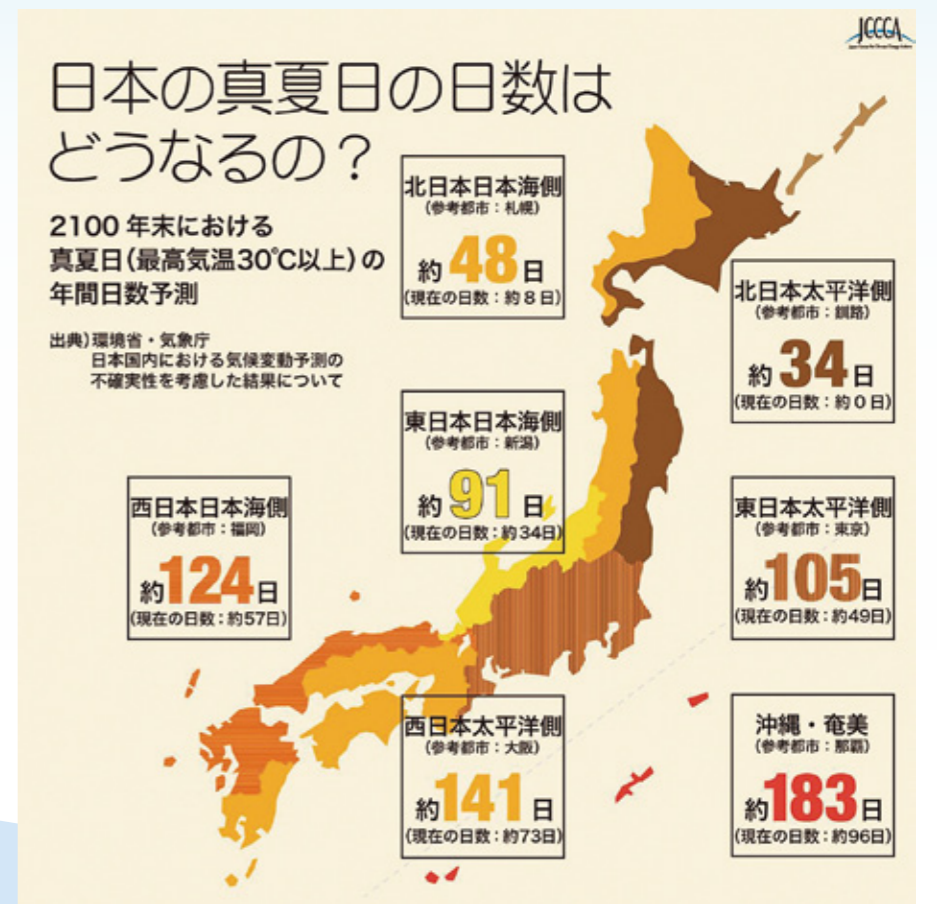 JCCCA
日本の真夏日の日数は
どうなるの？
2100年末における
真夏日(最高気温30℃以上)の
年間日数予測
出典)環境省・気象庁
日本国内における気候変動予測の
不確実性を考慮した結果について
北日本日本海側
(参考都市：札幌)
約48日
(現在の日数：約8日)
北日本太平洋側
(参考都市：釧路)
約34日
(現在の日数：約0日)
東日本日本海側
(参考都市：新潟)
約91日
(現在の日数：約34日)
西日本日本海側
(参考都市：福岡)
約124日
(現在の日数：約57日)
東日本太平洋側
(参考都市：東京)
約105日
(現在の日数：約49日)
西日本太平洋側
(参考都市：大阪)
約141日
(現在の日数：約73日)
沖縄・奄美
(参考都市：那覇)
約183日
(現在の日数：約96日)